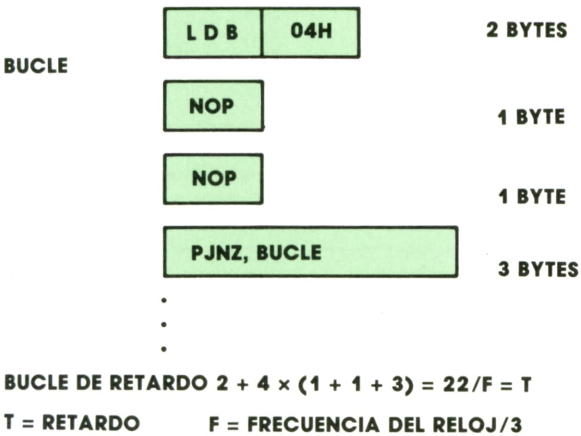 L D B 04H 2 BYTES
BUCLE
NOP 1 BYTE
NOP 1 BYTE
PJNZ, BUCLE 3 BYTES
BUCLE DE RETARDO 2 + 4 × (1 + 1 + 3) = 22/F = T
T = RETARDO F = FRECUENCIA DEL RELOJ/3